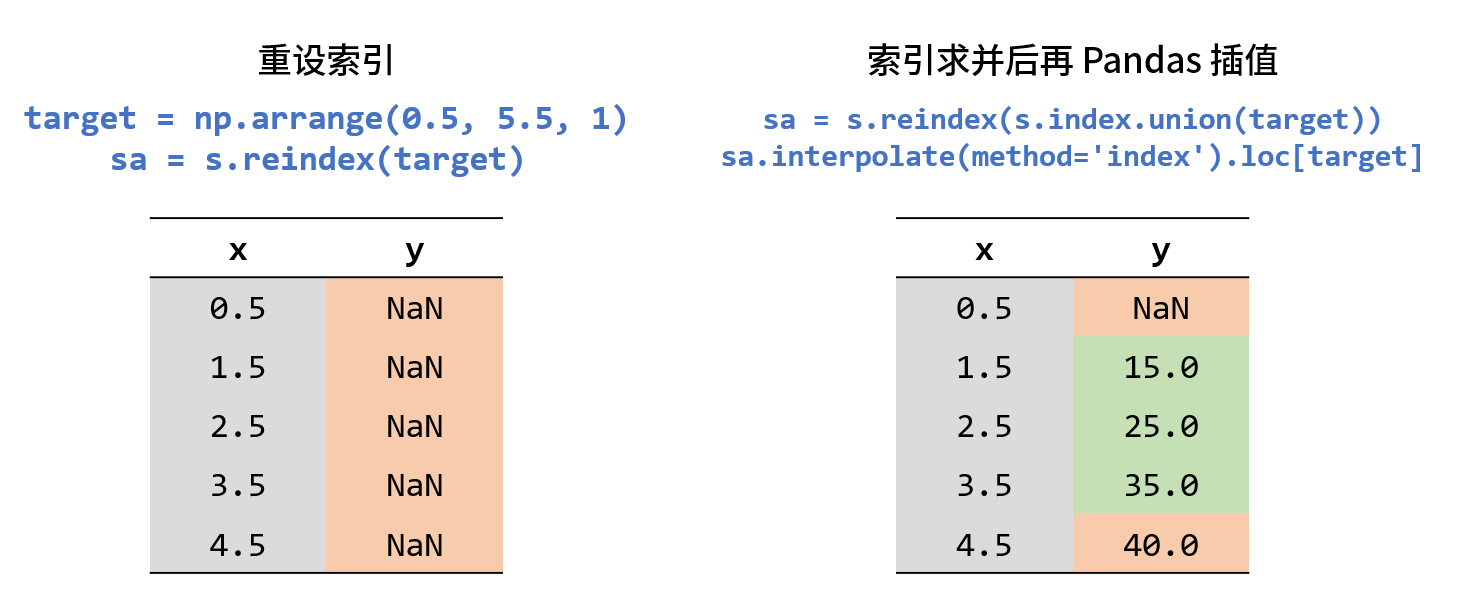 重设索引
target = np.arrange(0.5, 5.5, 1)
sa = s.reindex(target)
x y
0.5 NaN
1.5 NaN
2.5 NaN
3.5 NaN
4.5 NaN
索引求并后再 Pandas 插值
sa = s.reindex(s.index.union(target))
sa.interpolate(method='index').loc[target]
x y
0.5 NaN
1.5 15.0
2.5 25.0
3.5 35.0
4.5 40.0